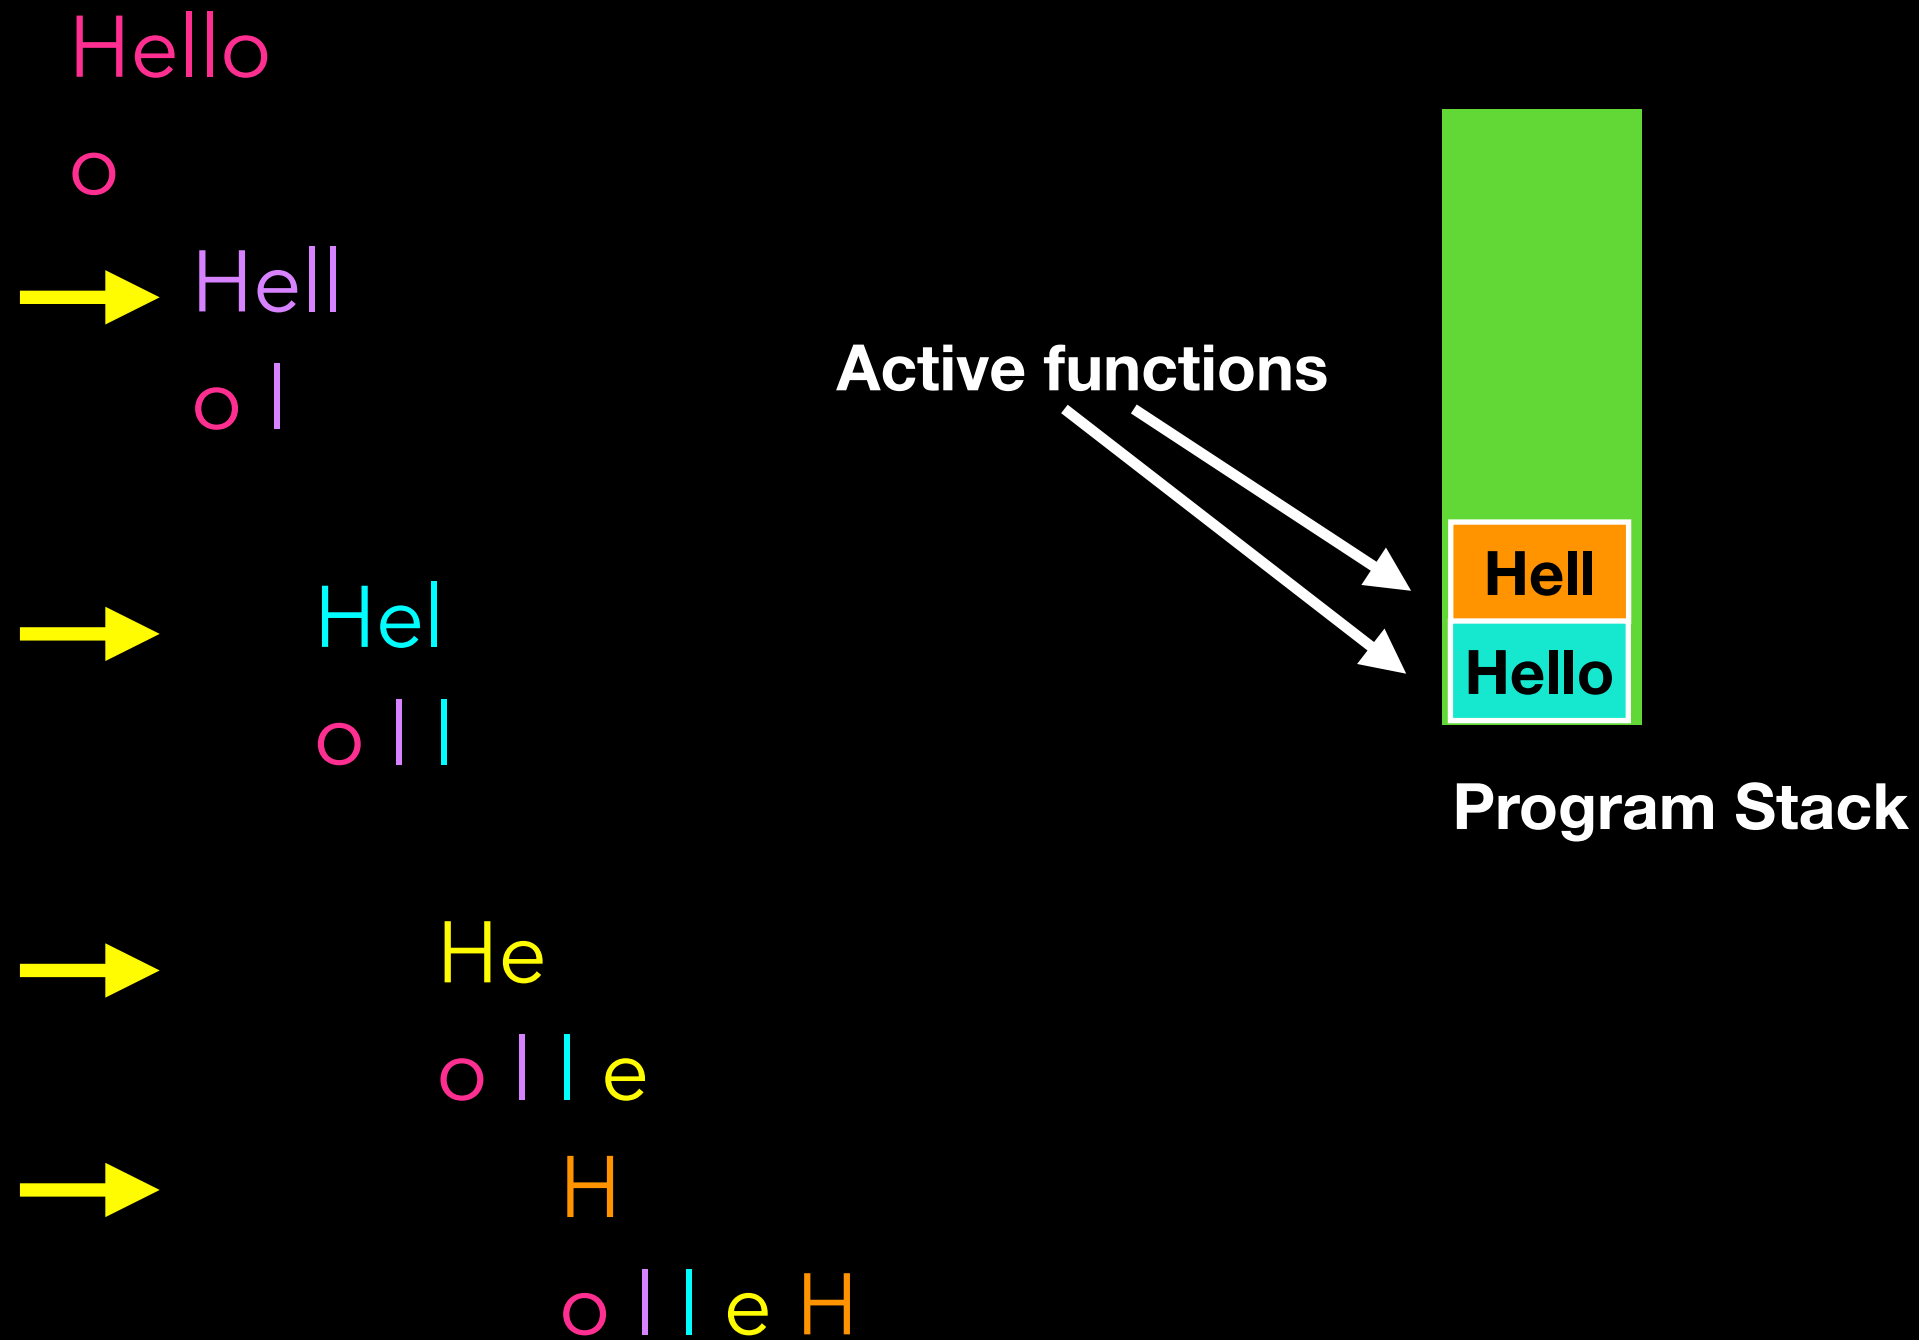 Hello
o
Hell
o l
Hel
o l l
He
o l l e
H
o l l e H
Active functions
Hell
Hello
Program Stack